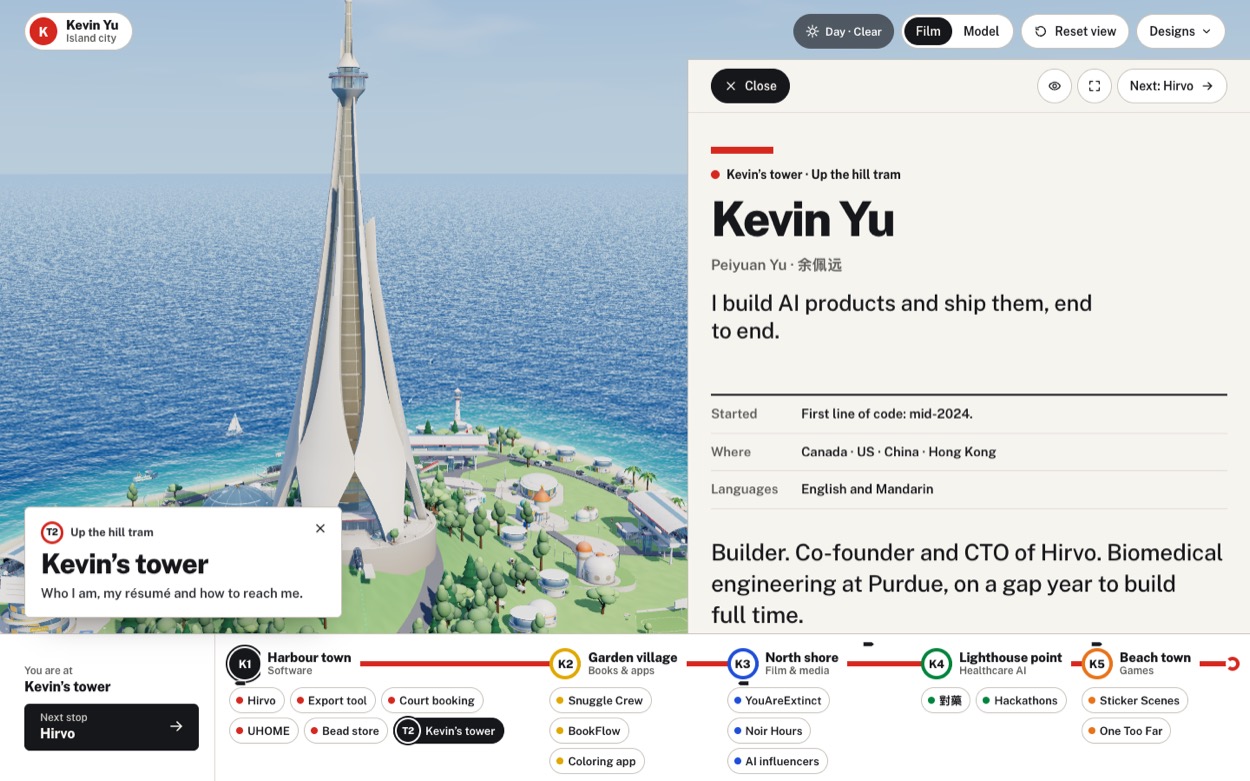 K
Kevin Yu
Island city
Day · Clear
Film
Model
Reset view
Designs
Close
Next: Hirvo
Kevin's tower · Up the hill tram
Kevin Yu
Peiyuan Yu · 余佩远
I build AI products and ship them, end
to end.
Started First line of code: mid-2024.
Where Canada · US · China · Hong Kong
Languages English and Mandarin
Builder. Co-founder and CTO of Hirvo. Biomedical
engineering at Purdue, on a gap year to build
full time.
T2 Up the hill tram
Kevin's tower
Who I am, my résumé and how to reach me.
You are at
Kevin's tower
Next stop
Hirvo
K1 Harbour town
Software
Hirvo
Export tool
Court booking
UHOME
Bead store
T2 Kevin's tower
K2 Garden village
Books & apps
Snuggle Crew
BookFlow
Coloring app
K3 North shore
Film & media
YouAreExtinct
Noir Hours
AI influencers
K4 Lighthouse point
Healthcare AI
對藥
Hackathons
K5 Beach town
Games
Sticker Scenes
One Too Far